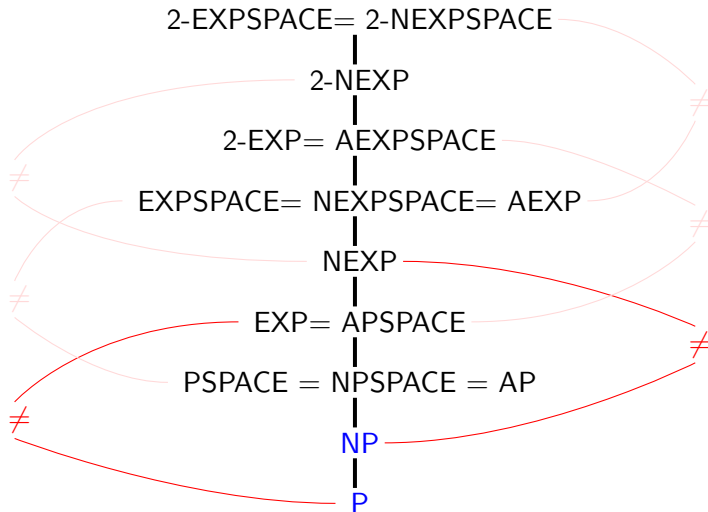 2-EXPSPACE= 2-NEXPSPACE
2-NEXP
≠
2-EXP= AEXPSPACE
≠
EXPSPACE= NEXPSPACE= AEXP
≠
NEXP
≠
EXP= APSPACE
≠
PSPACE = NPSPACE = AP
≠
NP
P